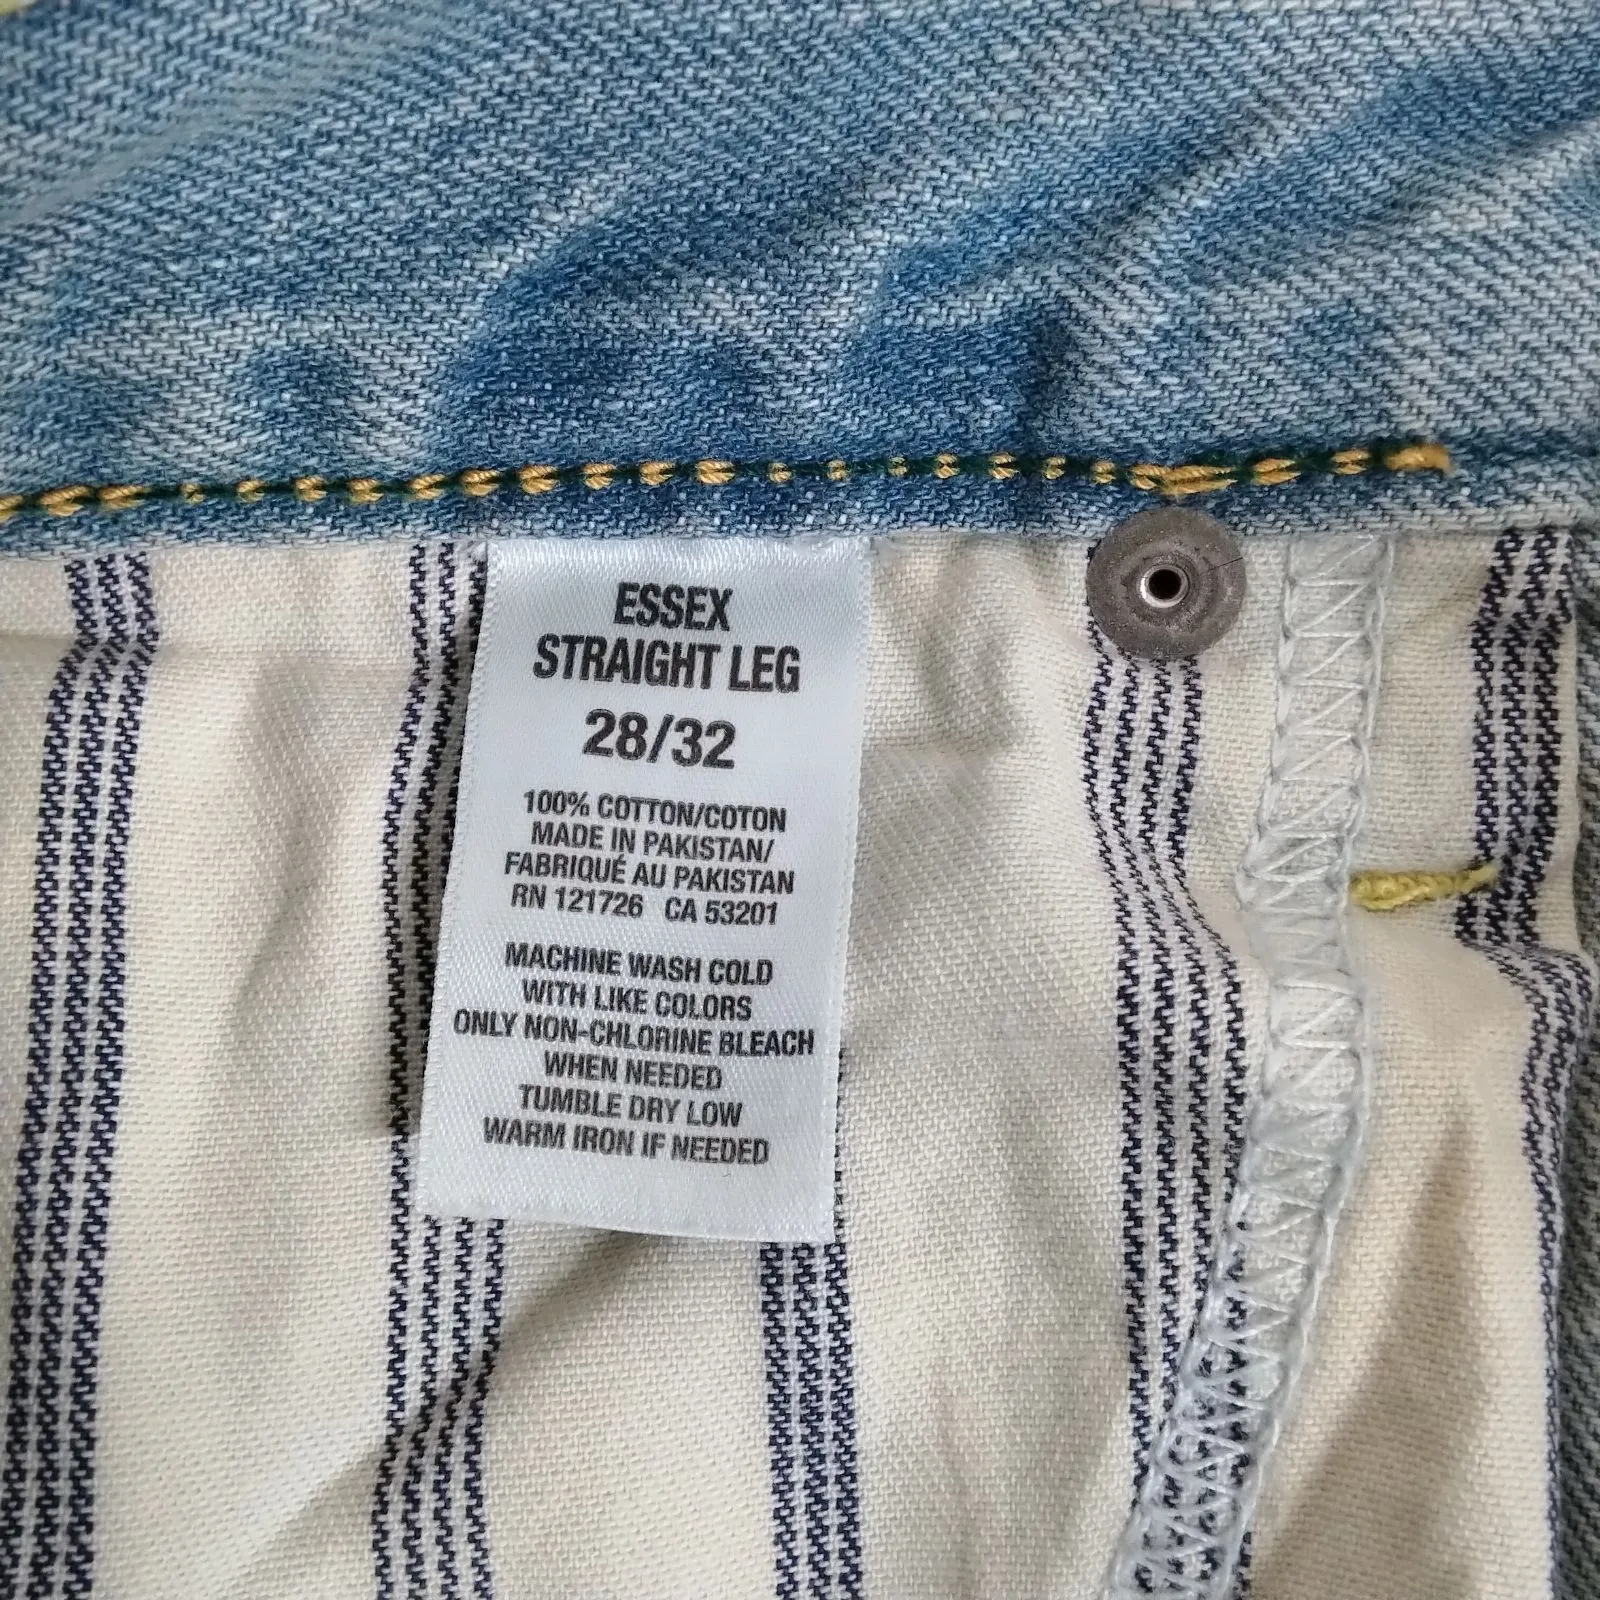 ESSEX
STRAIGHT LEG
28/32
100% COTTON/COTON
MADE IN PAKISTAN/
FABRIQUÉ AU PAKISTAN
RN 121726 CA 53201
MACHINE WASH COLD
WITH LIKE COLORS
ONLY NON-CHLORINE BLEACH
WHEN NEEDED
TUMBLE DRY LOW
WARM IRON IF NEEDED